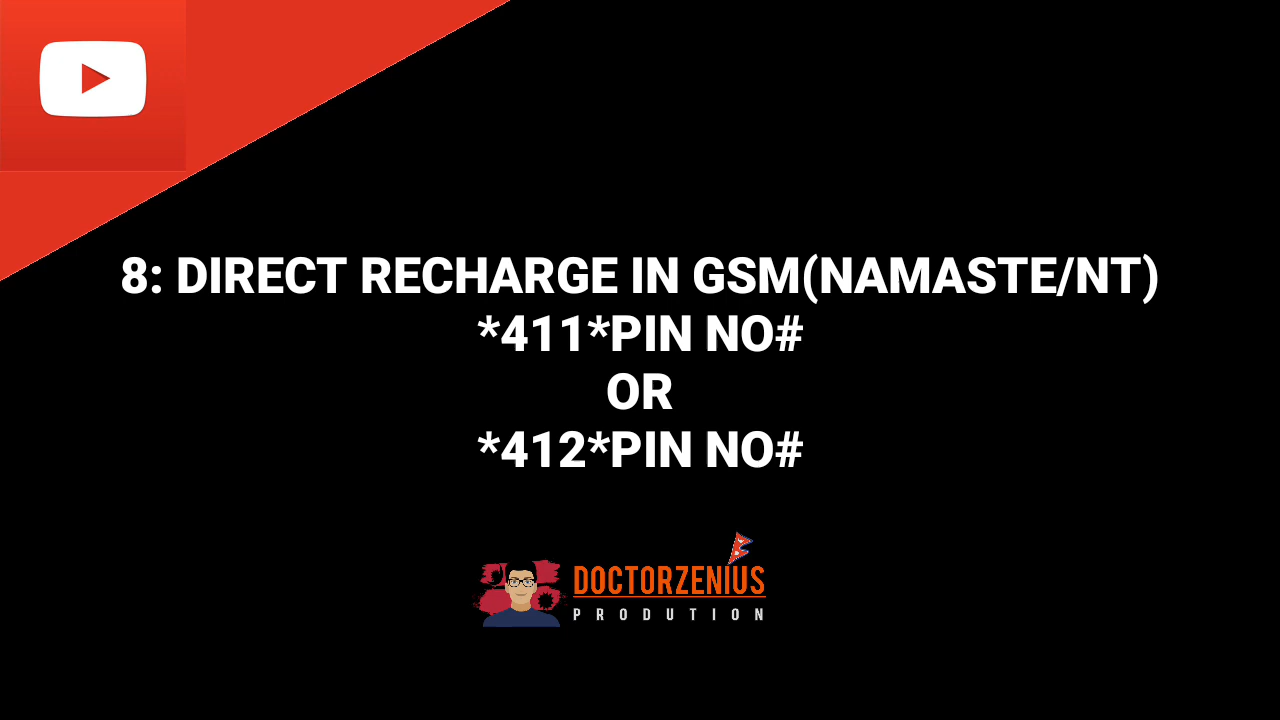 8: DIRECT RECHARGE IN GSM(NAMASTE/NT)
*411*PIN NO#
OR
*412*PIN NO#
DOCTORZENIUS
PRODUTION